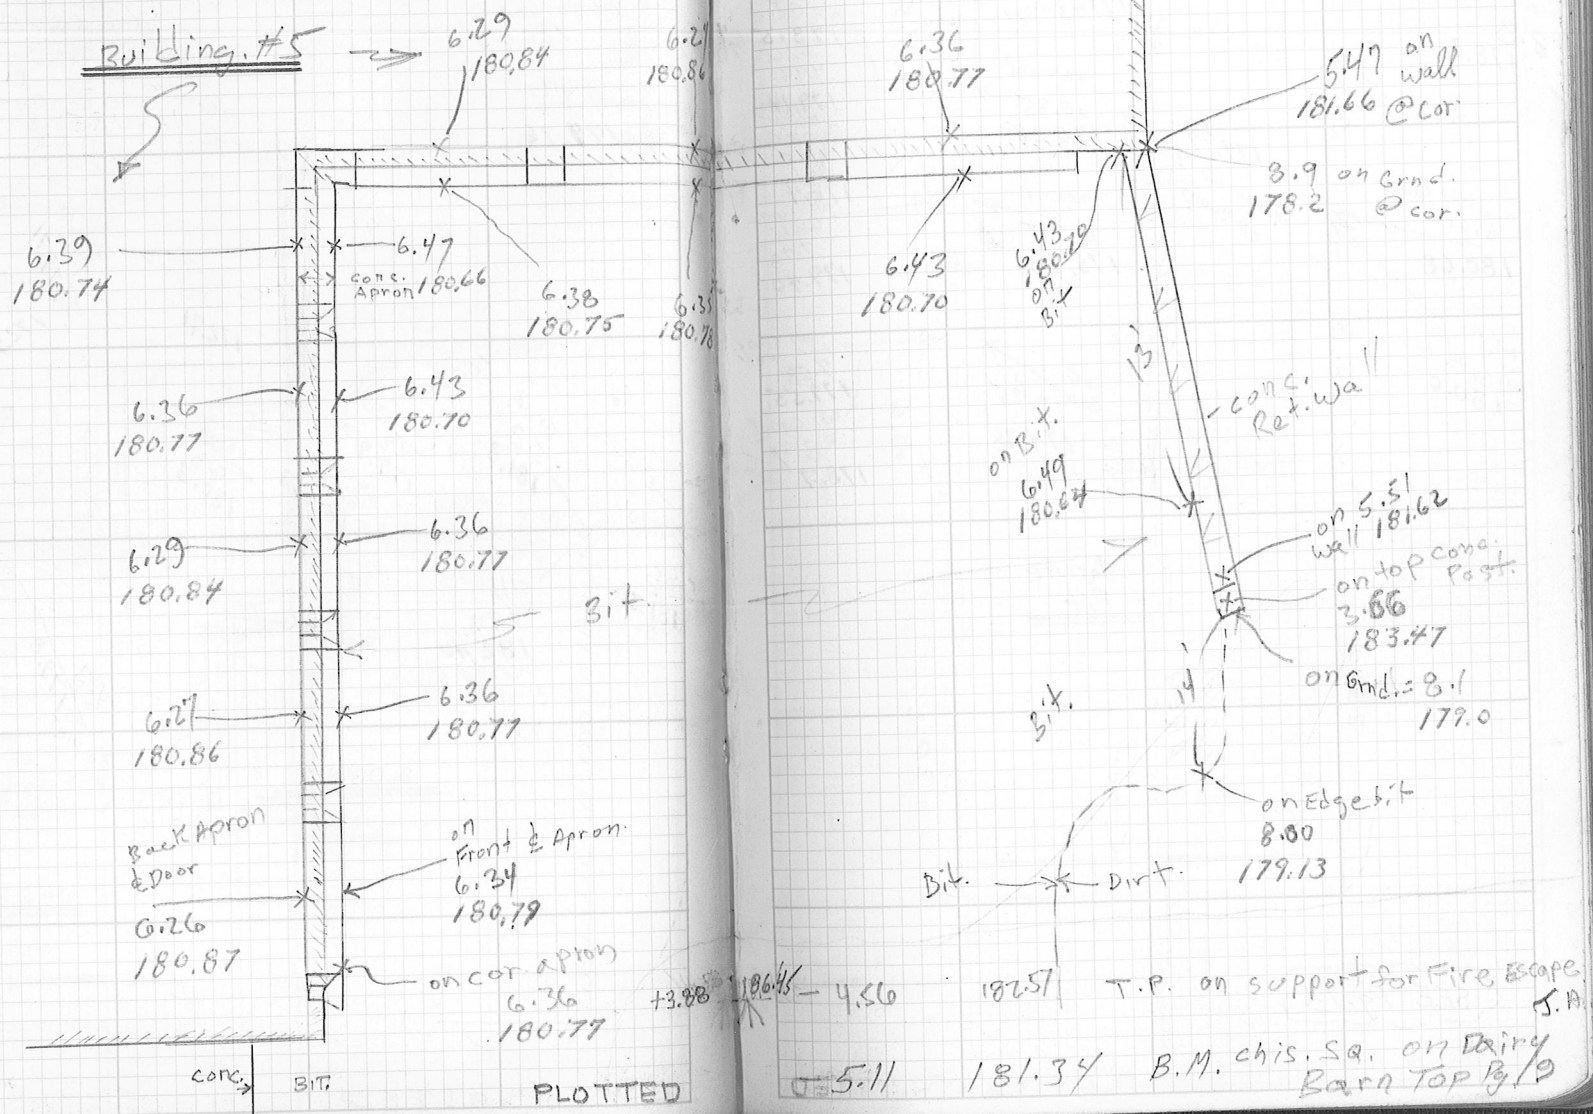 Building. #5
6.29
180.84
6.36
180.77
5.47 on
wall
181.66 @cor.
8.9 on Grnd.
178.2 @cor.
6.39
180.74
6.47
180.66
conc.
Apron
6.38
180.75
6.35
180.78
6.43
180.70
6.43
180.70
on
Bit
13'
conc.
Ret. wall
6.36
180.77
6.43
180.70
on Bit.
6.49
180.64
on 5.51
wall 181.62
on top conc.
Post.
183.47
6.29
180.84
6.36
180.77
Bit.
on Grnd. = 8.1
179.0
14'
Bit.
6.27
180.86
6.36
180.77
on Edge Bit
8.00
179.13
Back Apron
℄ Door
6.26
180.87
on
Front ℄ Apron.
6.34
180.79
Bit.
Dirt.
on cor. apron
6.36
180.77
+3.88
186.45
4.56
182.51
T.P. on support for Fire Escape
J.A.
5.11
181.34
B.M. chis. Sq. on Dairy
Barn Top Pg 19
conc.
BIT.
PLOTTED